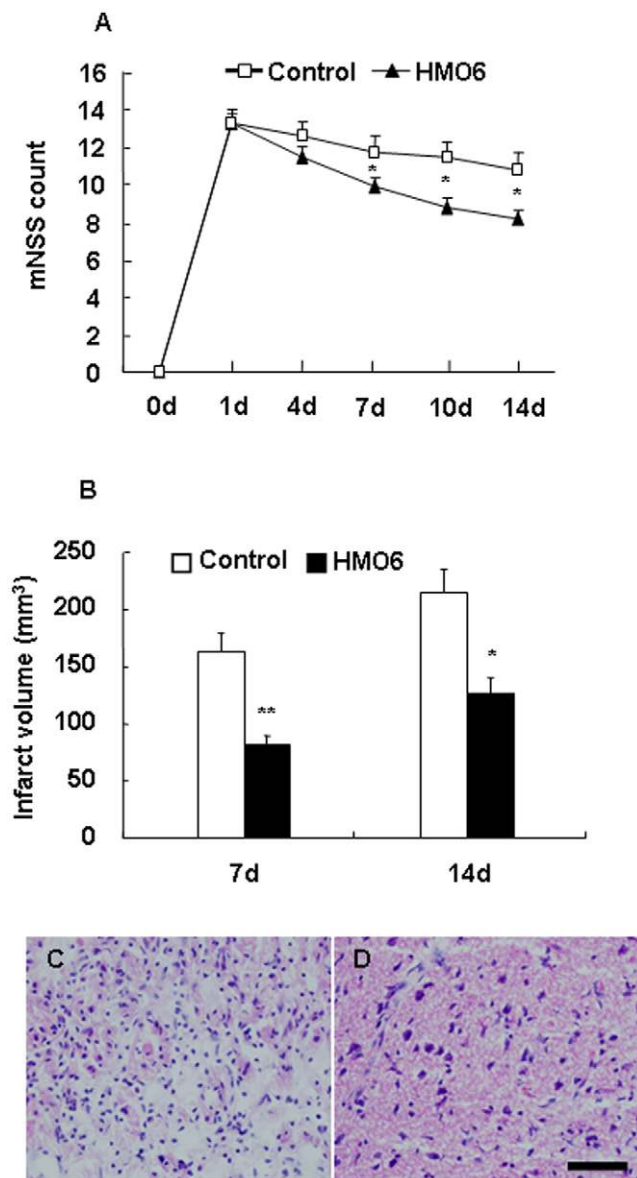 A
Control HMO6
16
14
12
10
8
6
4
2
0
mNSS count
*
*
*
0d 1d 4d 7d 10d 14d
B
Control HMO6
250
200
150
100
50
0
Infarct volume (mm³)
**
*
7d 14d
C D